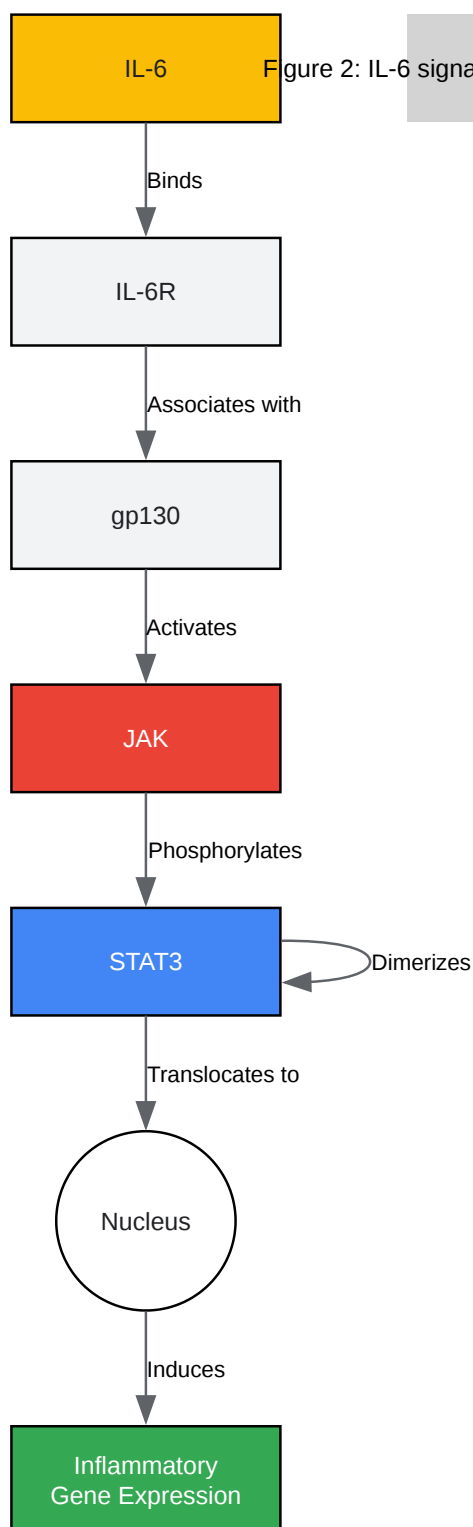 IL-6
Figure 2: IL-6 signa
Binds
IL-6R
Associates with
gp130
Activates
JAK
Phosphorylates
STAT3
Dimerizes
Translocates to
Nucleus
Induces
Inflammatory
Gene Expression